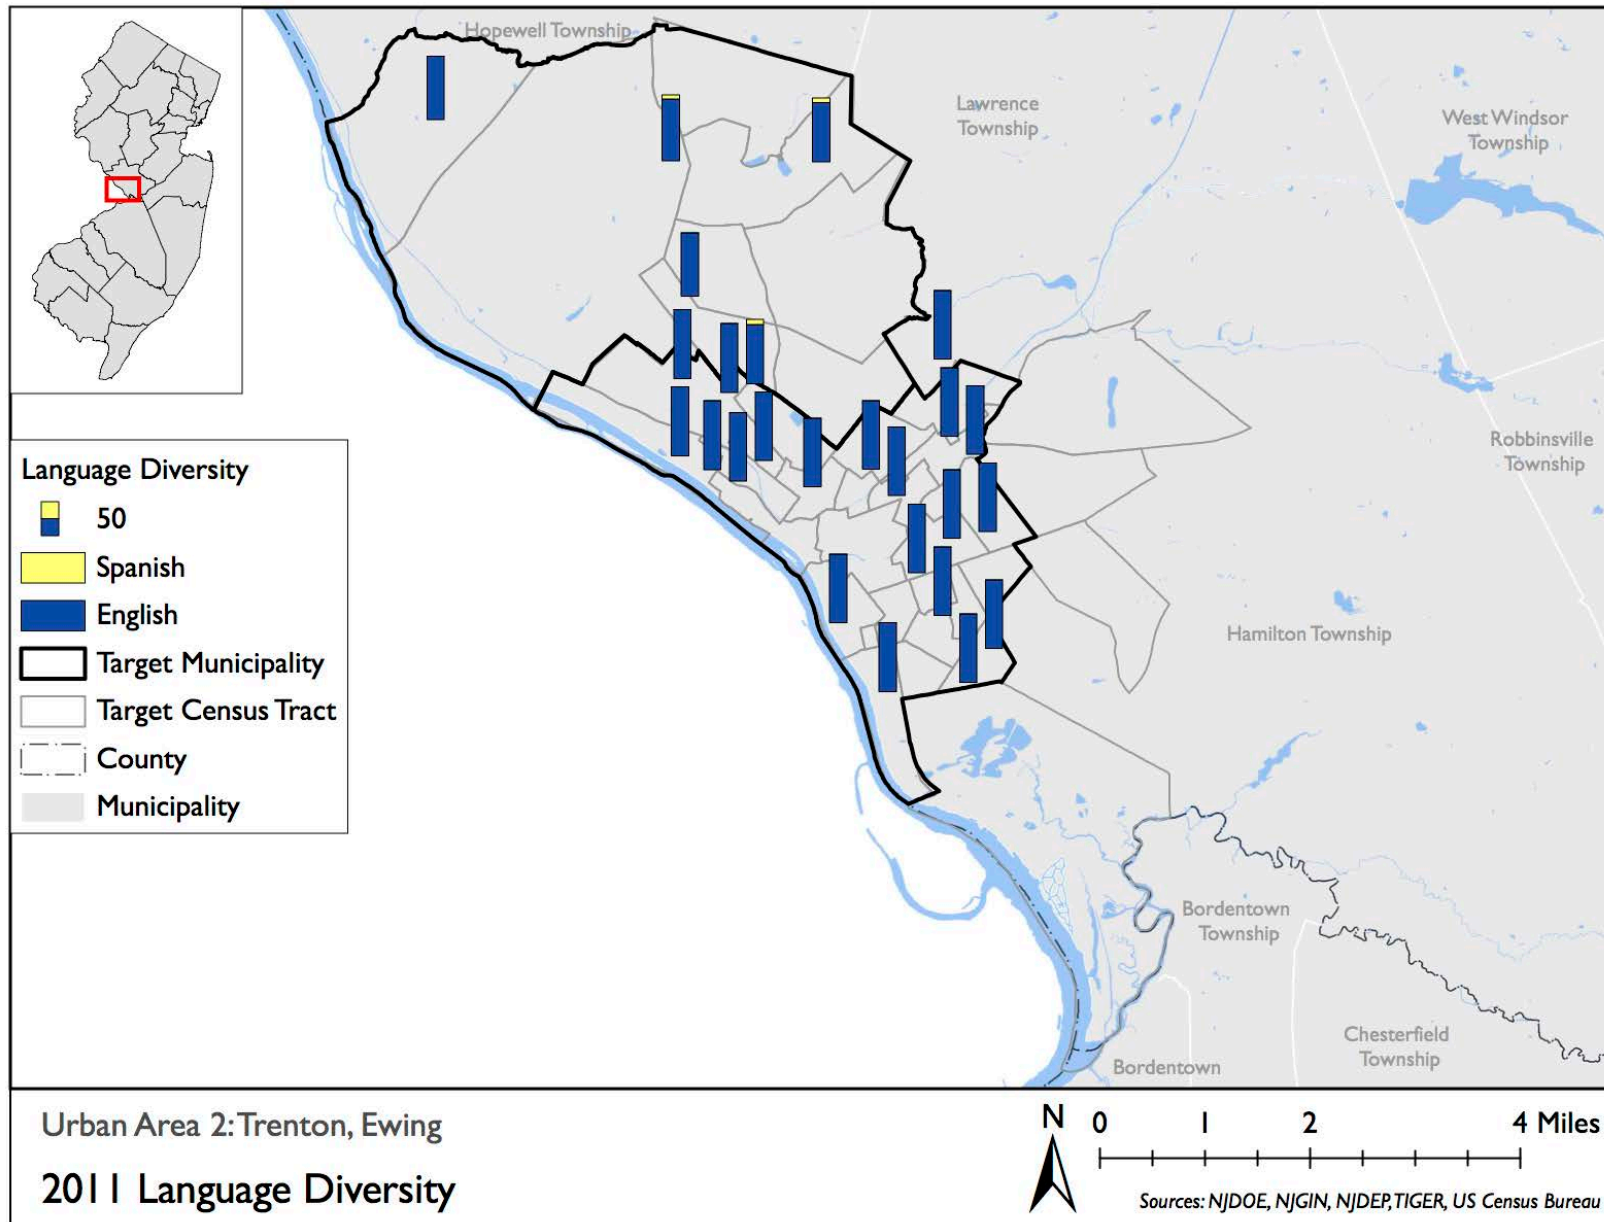 Hopewell Township
Lawrence
Township
West Windsor
Township
Robbinsville
Township
Hamilton Township
Bordentown
Township
Chesterfield
Township
Bordentown
Language Diversity
50
Spanish
English
Target Municipality
Target Census Tract
County
Municipality
Urban Area 2: Trenton, Ewing
2011 Language Diversity
N
0 1 2 4 Miles
Sources: NJDOE, NJGIN, NJDEP, TIGER, US Census Bureau